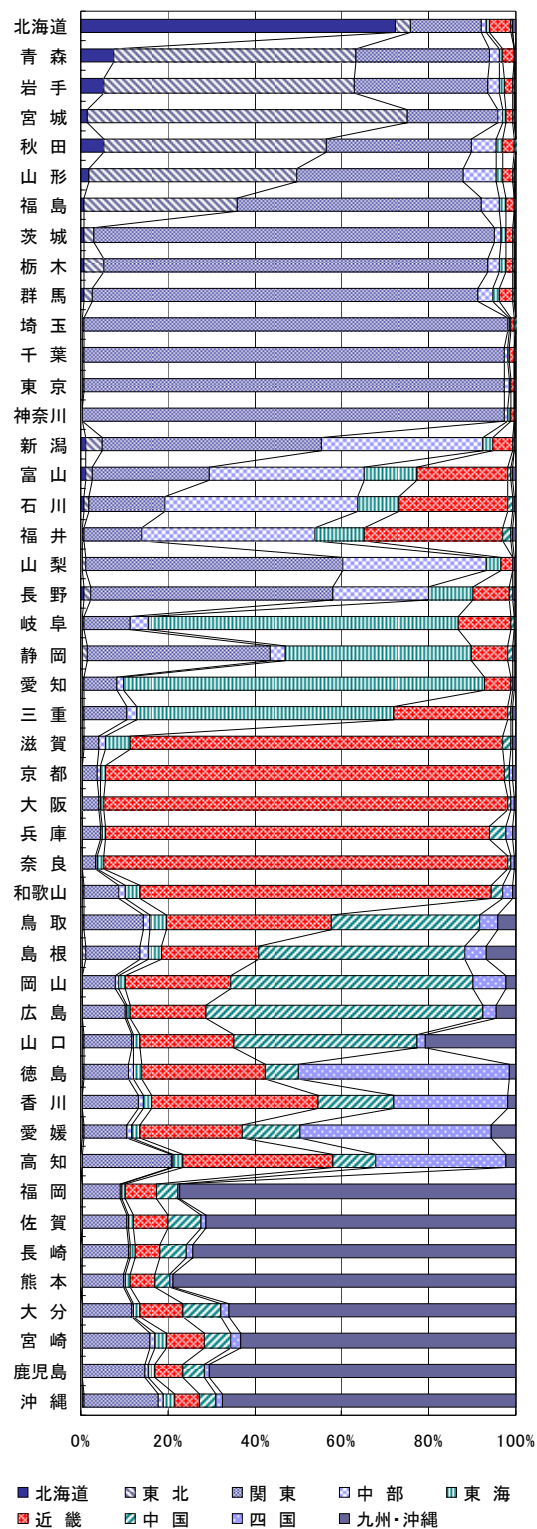 北海道
青 森
岩 手
宮 城
秋 田
山 形
福 島
茨 城
栃 木
群 馬
埼 玉
千 葉
東 京
神奈川
新 潟
富 山
石 川
福 井
山 梨
長 野
岐 阜
静 岡
愛 知
三 重
滋 賀
京 都
大 阪
兵 庫
奈 良
和歌山
鳥 取
島 根
岡 山
広 島
山 口
徳 島
香 川
愛 媛
高 知
福 岡
佐 賀
長 崎
熊 本
大 分
宮 崎
鹿児島
沖 縄
0% 20% 40% 60% 80% 100%
北海道 東 北 関 東 中 部 東 海
近 畿 中 国 四 国 九州・沖縄